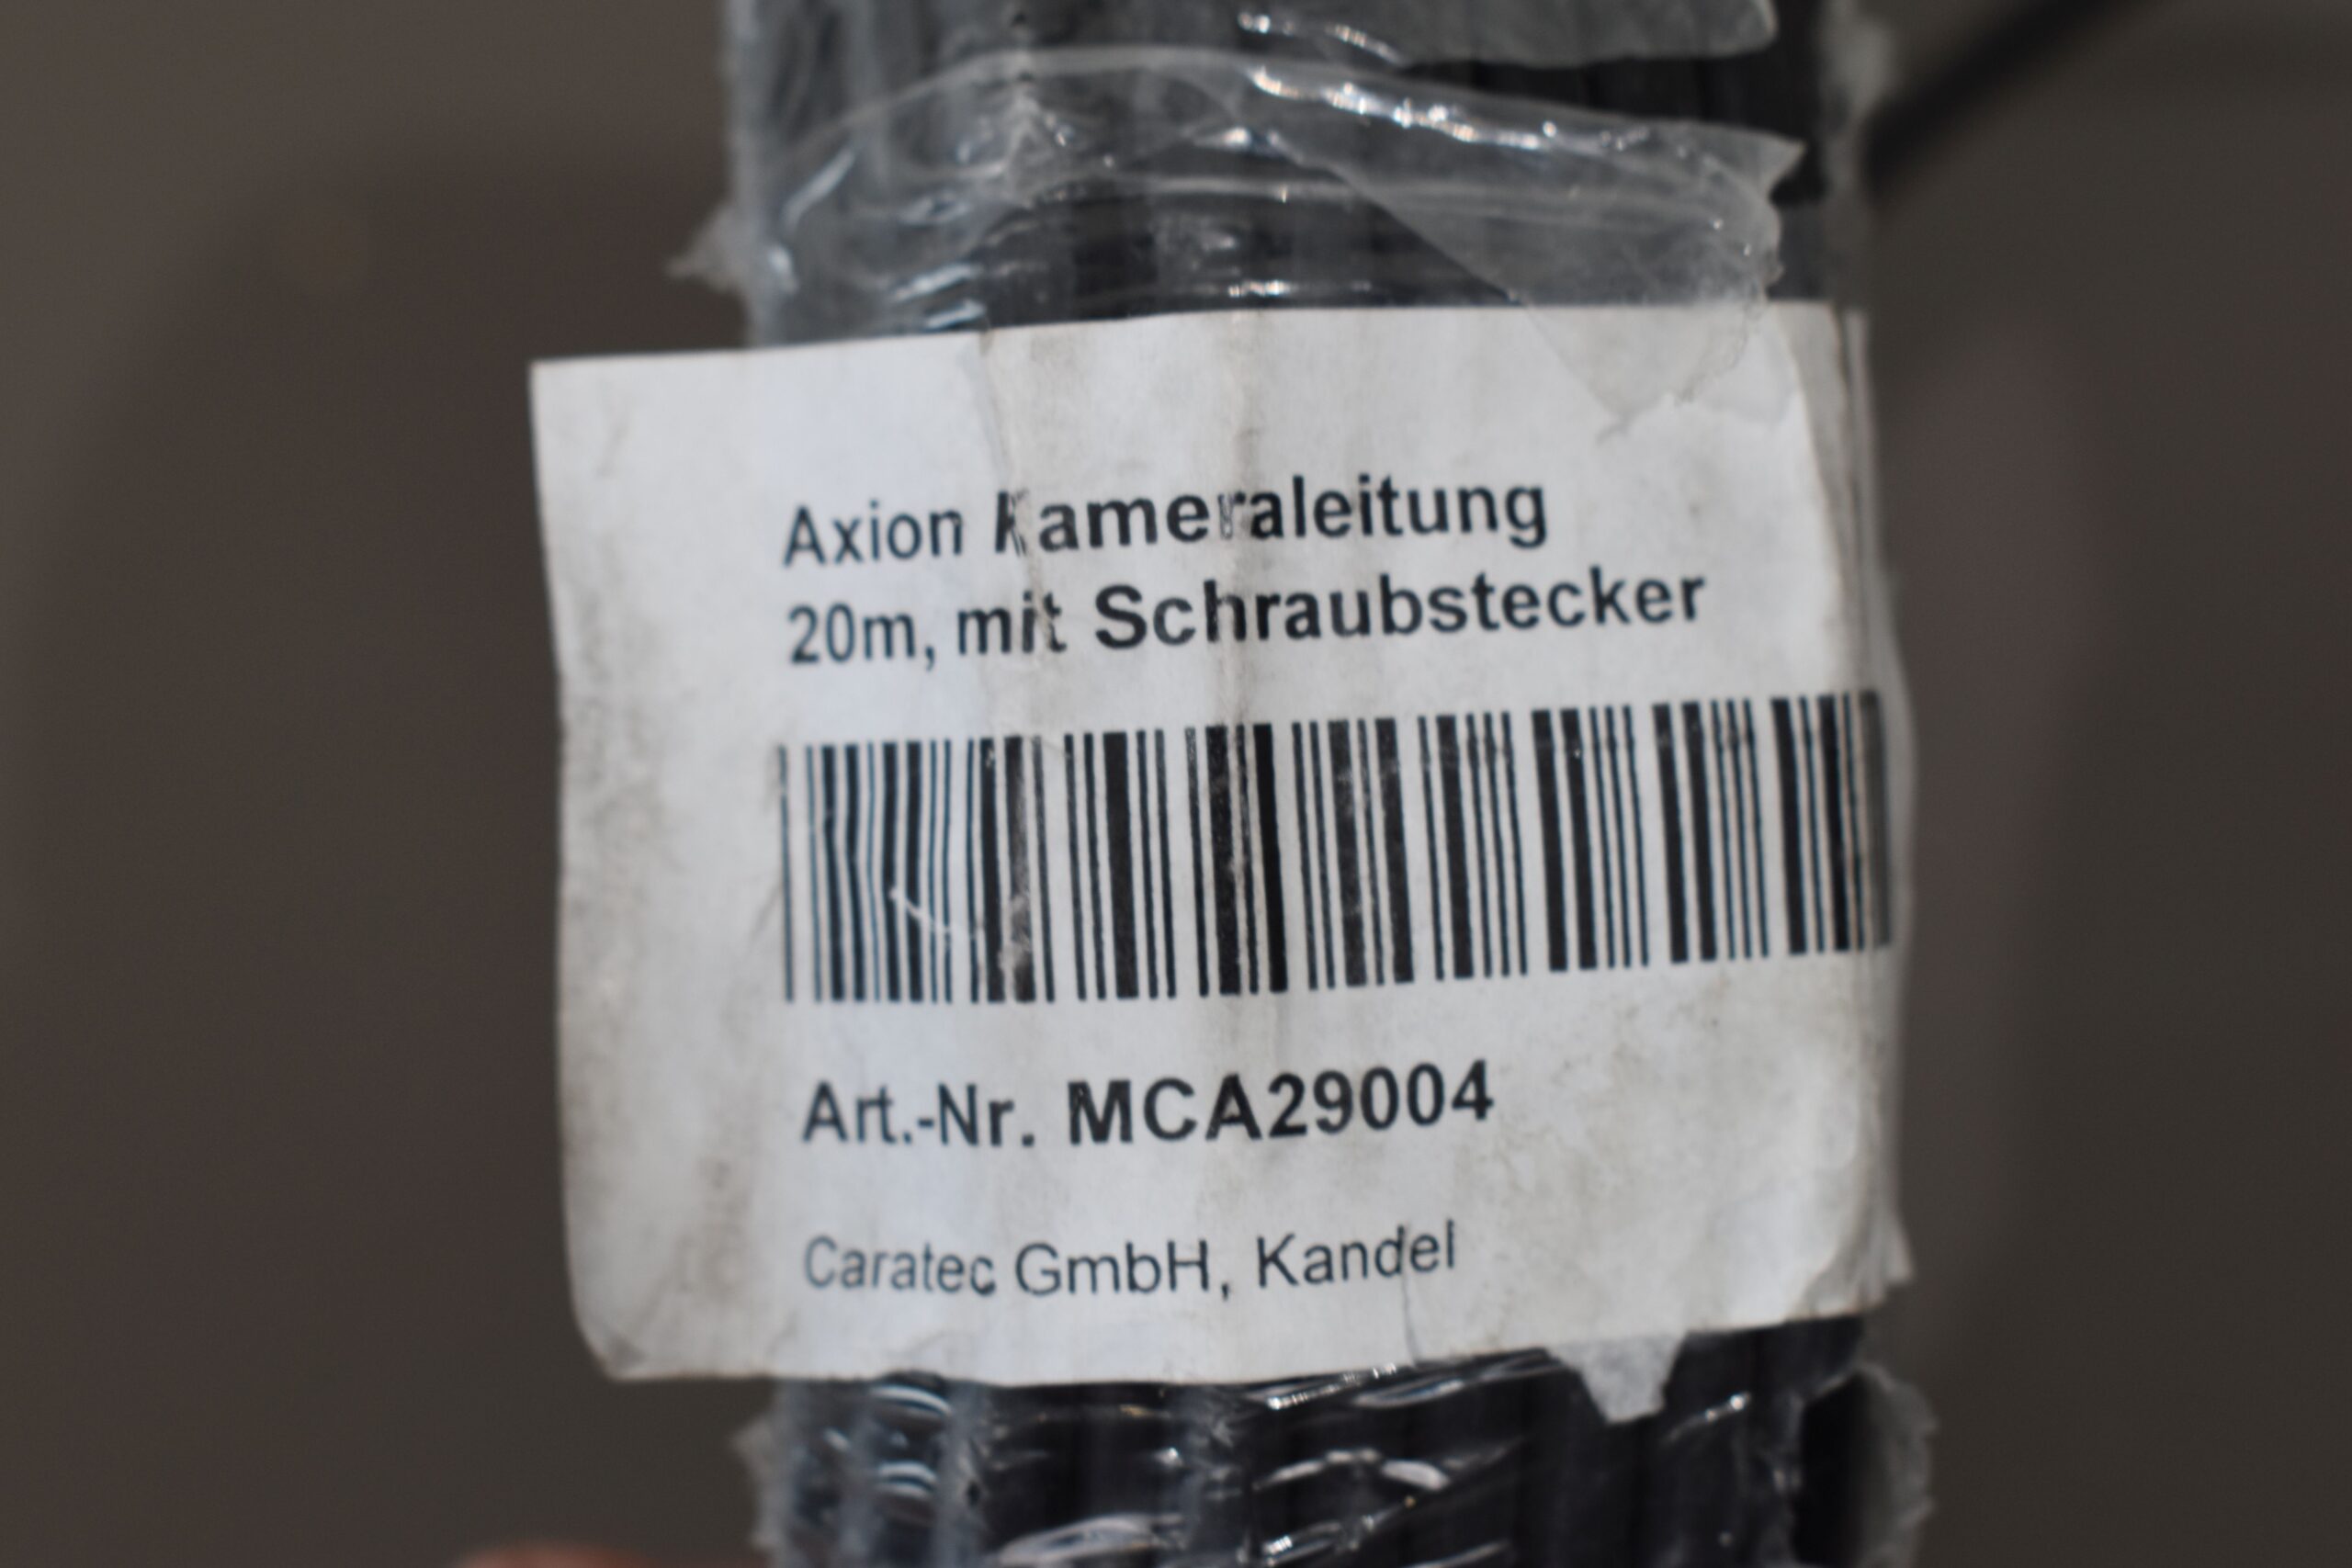 Axion Kameraleitung
20m, mit Schraubstecker
Art.-Nr. MCA29004
Caratec GmbH, Kandel